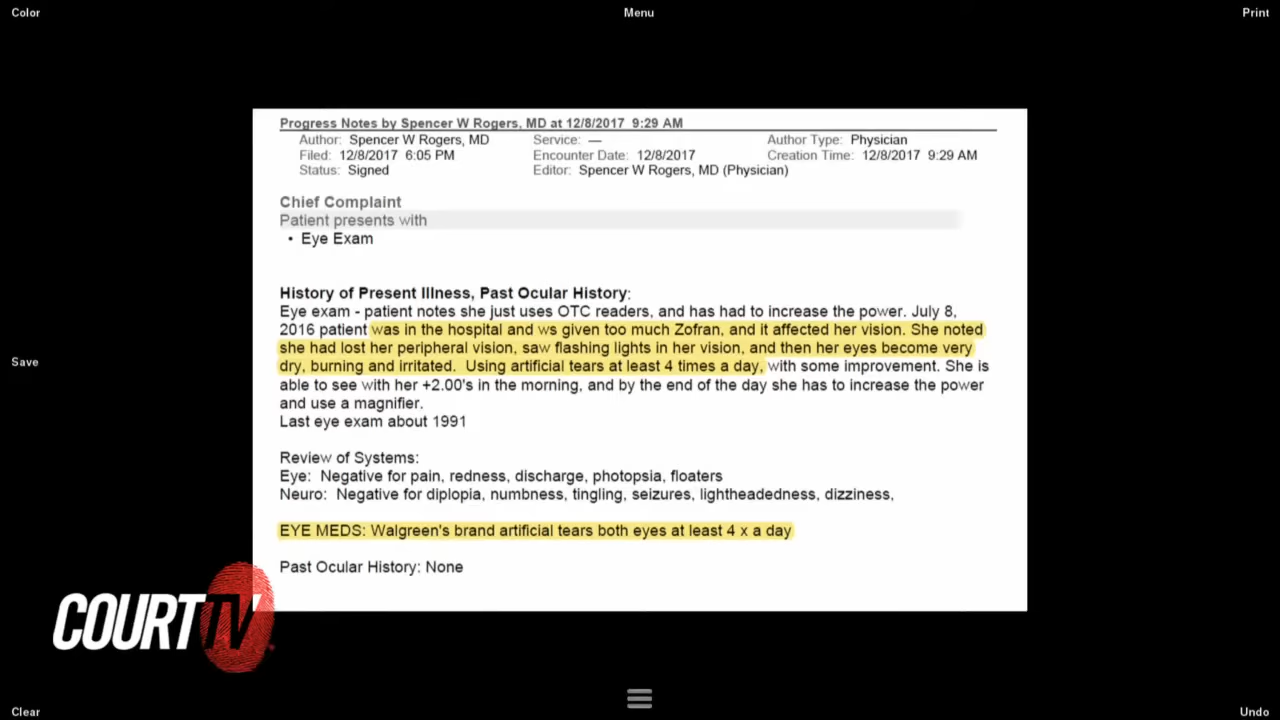 Color
Menu
Print
Progress Notes by Spencer W Rogers, MD at 12/8/2017 9:29 AM
Author: Spencer W Rogers, MD Service: — Author Type: Physician
Filed: 12/8/2017 6:05 PM Encounter Date: 12/8/2017 Creation Time: 12/8/2017 9:29 AM
Status: Signed Editor: Spencer W Rogers, MD (Physician)
Chief Complaint
Patient presents with
• Eye Exam
History of Present Illness, Past Ocular History:
Eye exam - patient notes she just uses OTC readers, and has had to increase the power. July 8,
2016 patient was in the hospital and ws given too much Zofran, and it affected her vision. She noted
she had lost her peripheral vision, saw flashing lights in her vision, and then her eyes become very
dry, burning and irritated. Using artificial tears at least 4 times a day, with some improvement. She is
able to see with her +2.00's in the morning, and by the end of the day she has to increase the power
and use a magnifier.
Last eye exam about 1991
Save
Review of Systems:
Eye: Negative for pain, redness, discharge, photopsia, floaters
Neuro: Negative for diplopia, numbness, tingling, seizures, lightheadedness, dizziness,
EYE MEDS: Walgreen's brand artificial tears both eyes at least 4 x a day
Past Ocular History: None
COURT TV
Clear
Undo